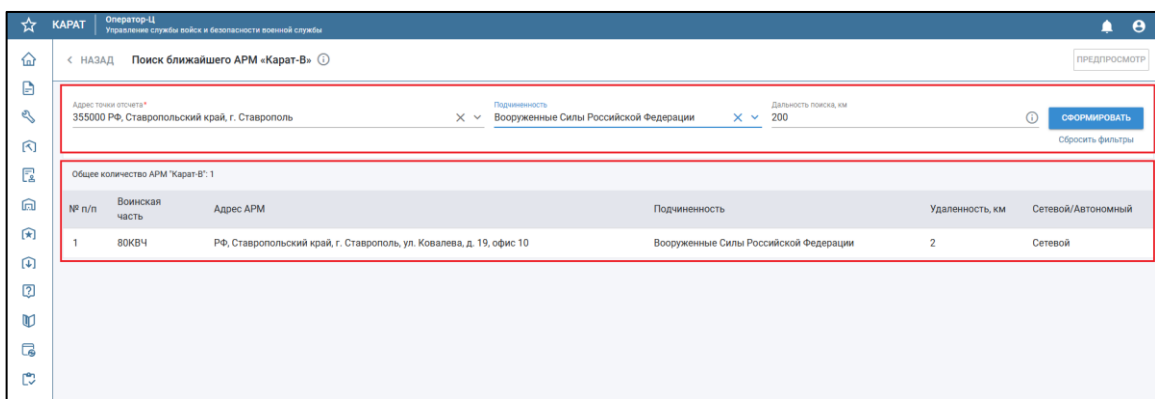 КАРАТ
Оператор-Ц
Управление службы войск и безопасности военной службы
НАЗАД Поиск ближайшего АРМ «Карат-В» ПРЕДПРОСМОТР
Адрес точки отсчета* Подчиненность Дальность поиска, км
355000 РФ, Ставропольский край, г. Ставрополь Вооруженные Силы Российской Федерации 200 СФОРМИРОВАТЬ
Сбросить фильтры
Общее количество АРМ "Карат-В": 1
№ п/п Воинская часть Адрес АРМ Подчиненность Удаленность, км Сетевой/Автономный
1 80КВЧ РФ, Ставропольский край, г. Ставрополь, ул. Ковалева, д. 19, офис 10 Вооруженные Силы Российской Федерации 2 Сетевой